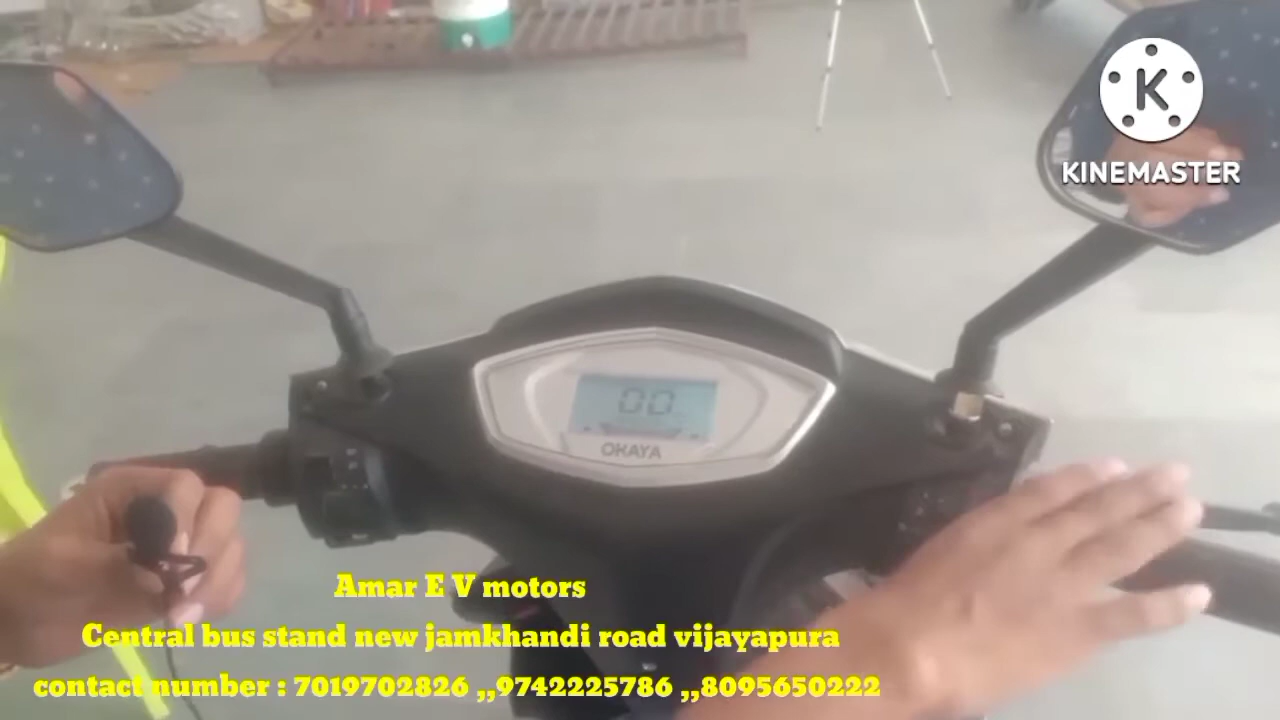 K
KINEMASTER
00
OKAYA
Amar E V motors
Central bus stand new jamkhandi road vijayapura
contact number : 7019702826 ,,9742225786 ,,8095650222